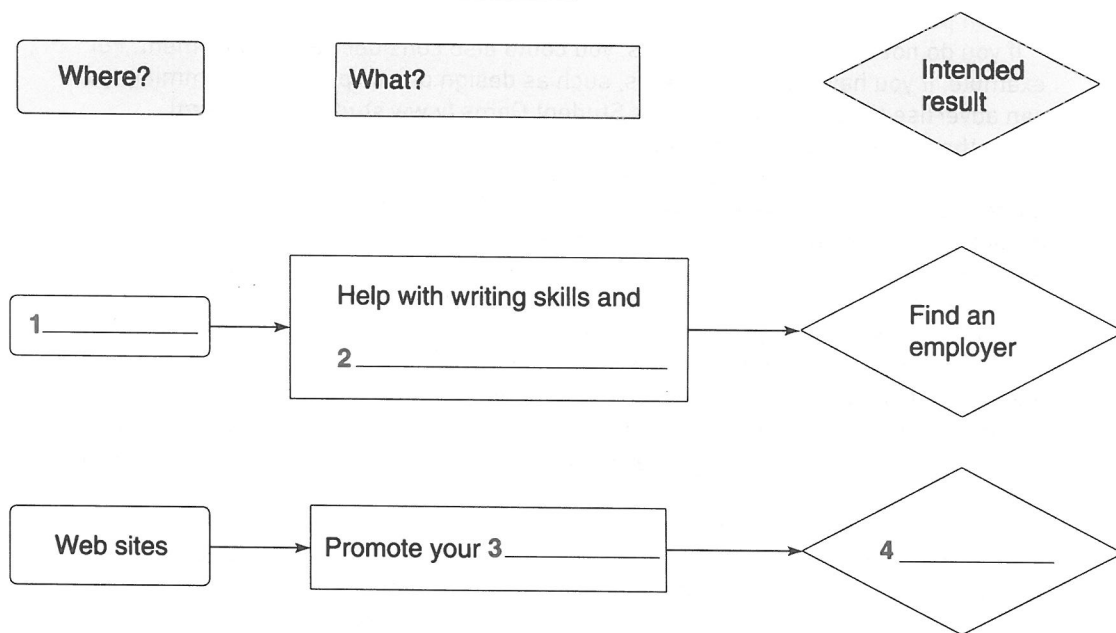 Where?
What?
Intended
result
1
Help with writing skills and
2
Find an
employer
Web sites
Promote your 3
4